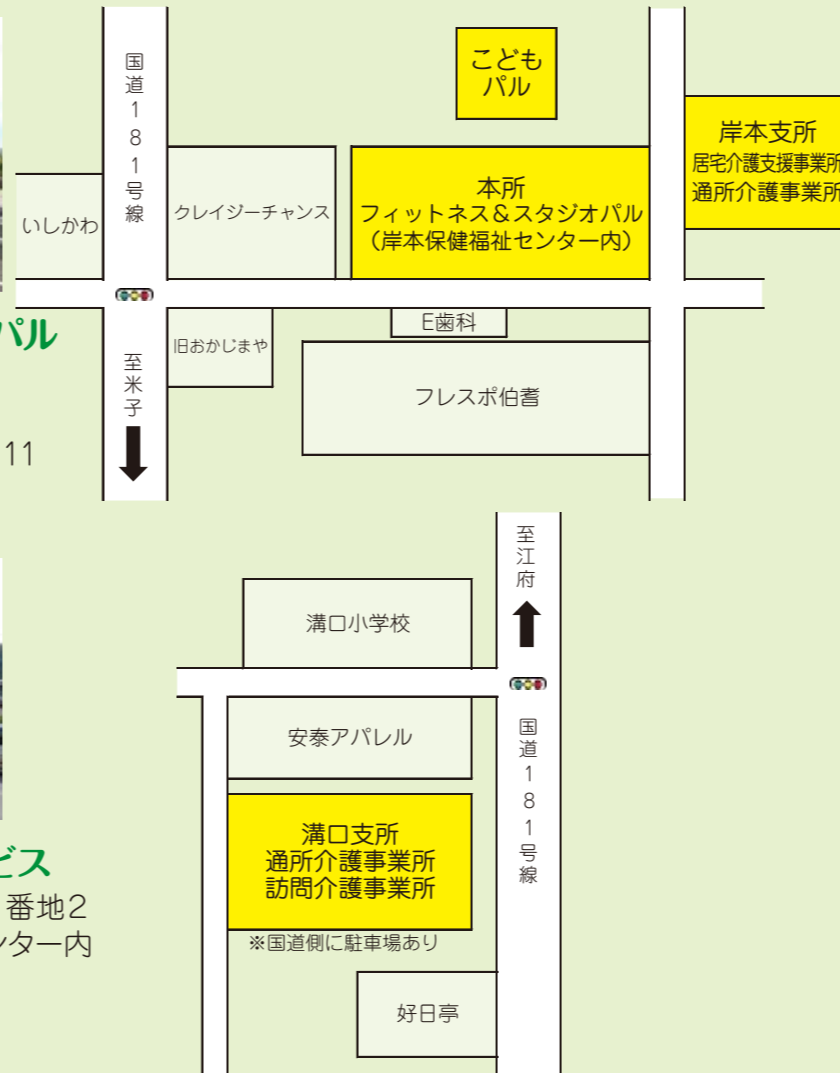 国道181号線
こども
パル
岸本支所
居宅介護支援事業所
通所介護事業所
いしかわ
クレイジーチャンス
本所
フィットネス＆スタジオパル
（岸本保健福祉センター内）
パル
旧おかじまや
E歯科
至米子
フレスポ伯耆
11
至江府
溝口小学校
安泰アパレル
国道181号線
溝口支所
通所介護事業所
訪問介護事業所
ビス
番地2
ンター内
※国道側に駐車場あり
好日亭